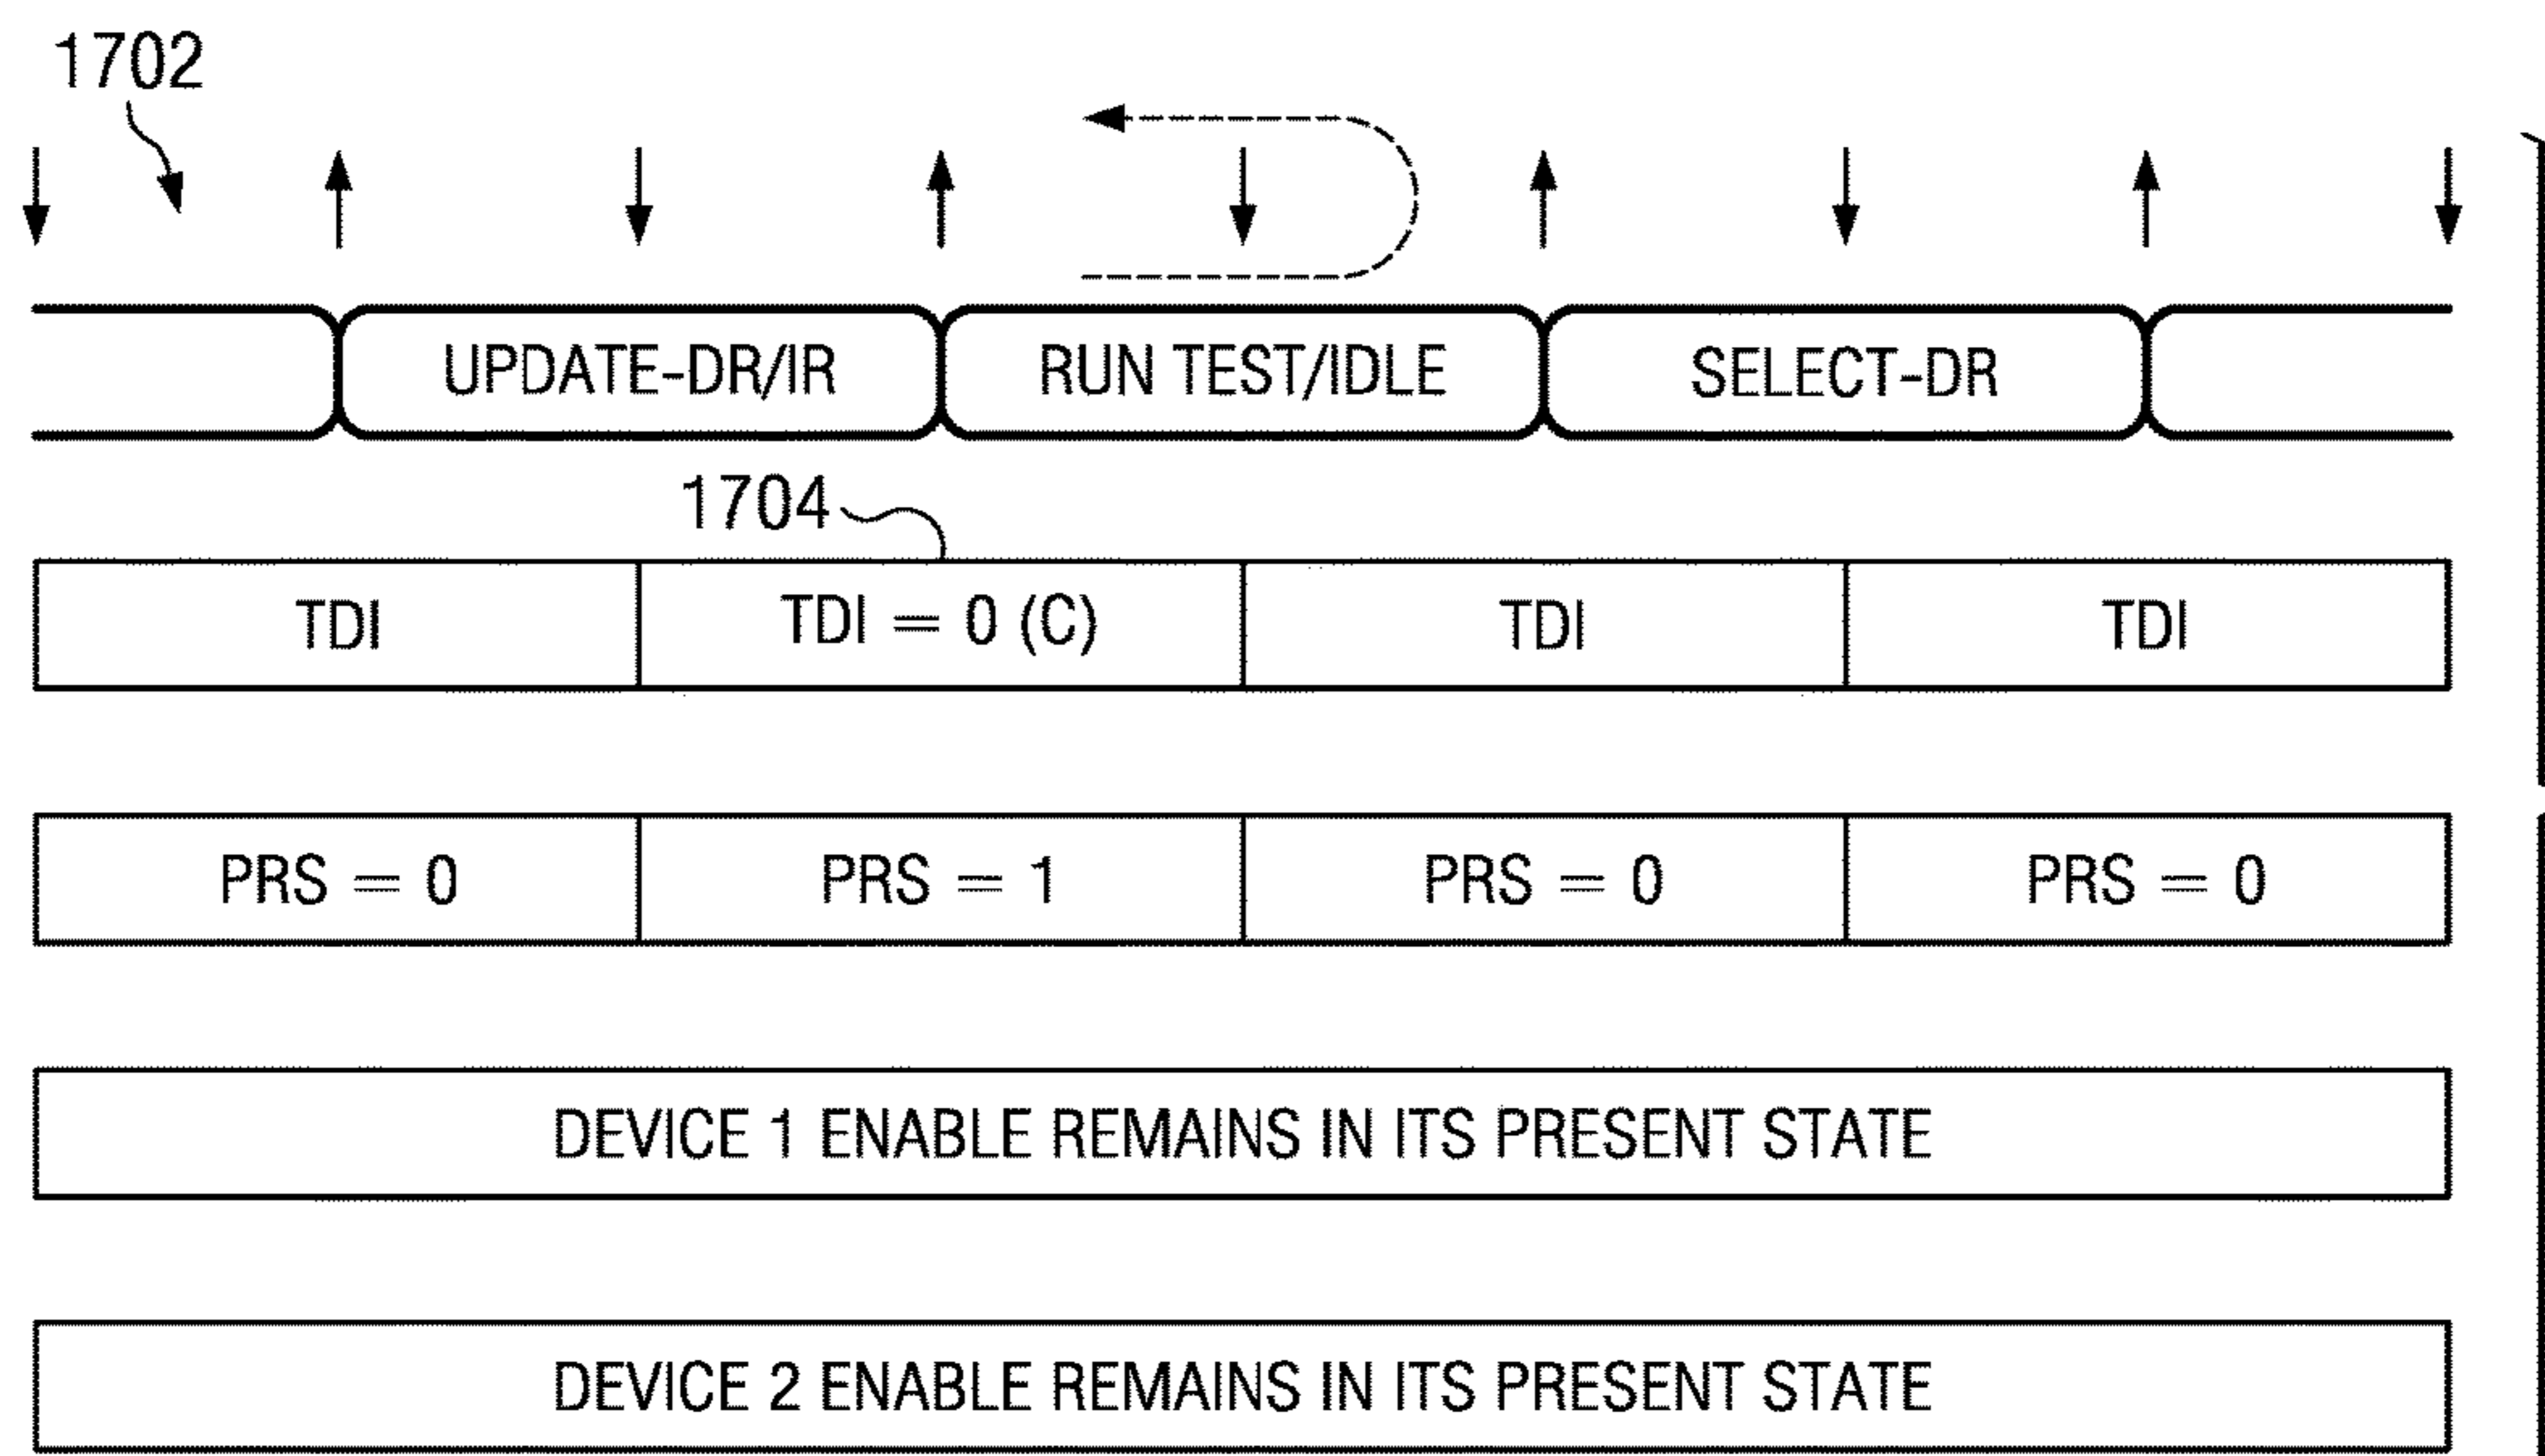 1702
UPDATE-DR/IR RUN TEST/IDLE SELECT-DR
1704
TDI TDI = 0 (C) TDI TDI
PRS = 0 PRS = 1 PRS = 0 PRS = 0
DEVICE 1 ENABLE REMAINS IN ITS PRESENT STATE
DEVICE 2 ENABLE REMAINS IN ITS PRESENT STATE